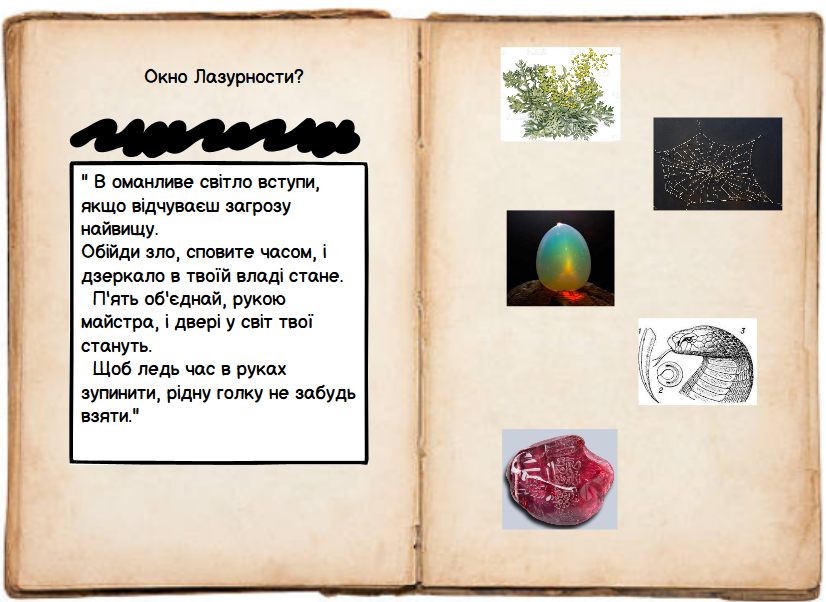 Окно Лазурности?
" В оманливе світло вступи,
якщо відчуваєш загрозу
найвищу.
Обійди зло, сповите часом, і
дзеркало в твоїй владі стане.
П'ять об'єднай, рукою
майстра, і двері у світ твої
стануть.
Щоб ледь час в руках
зупинити, рідну голку не забудь
взяти."
1
3
2